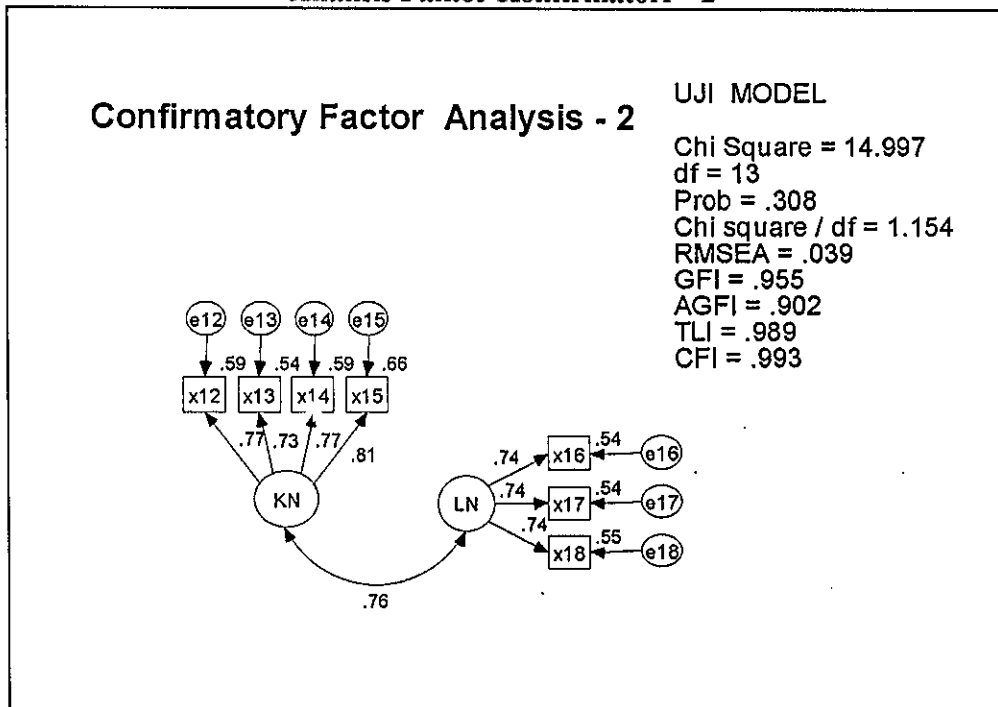 Confirmatory Factor Analysis - 2
UJI MODEL
Chi Square = 14.997
df = 13
Prob = .308
Chi square / df = 1.154
RMSEA = .039
GFI = .955
AGFI = .902
TLI = .989
CFI = .993
e12 e13 e14 e15
.59 .54 .59 .66
x12 x13 x14 x15
.77 .73 .77 .81
KN
LN
.74 x16 .54 e16
.74 x17 .54 e17
.74 x18 .55 e18
.76